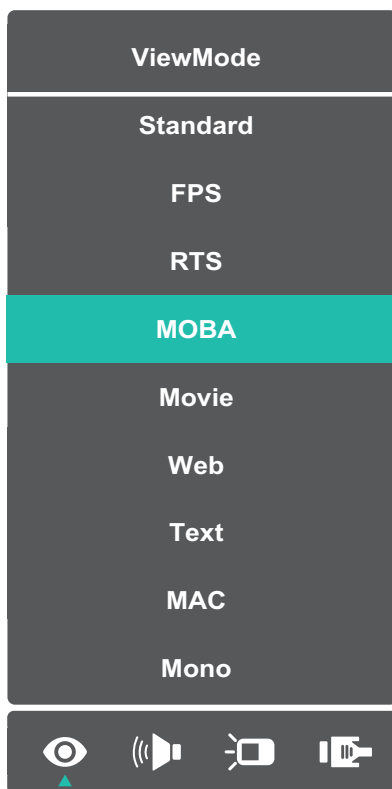 ViewMode
Standard
FPS
RTS
MOBA
Movie
Web
Text
MAC
Mono